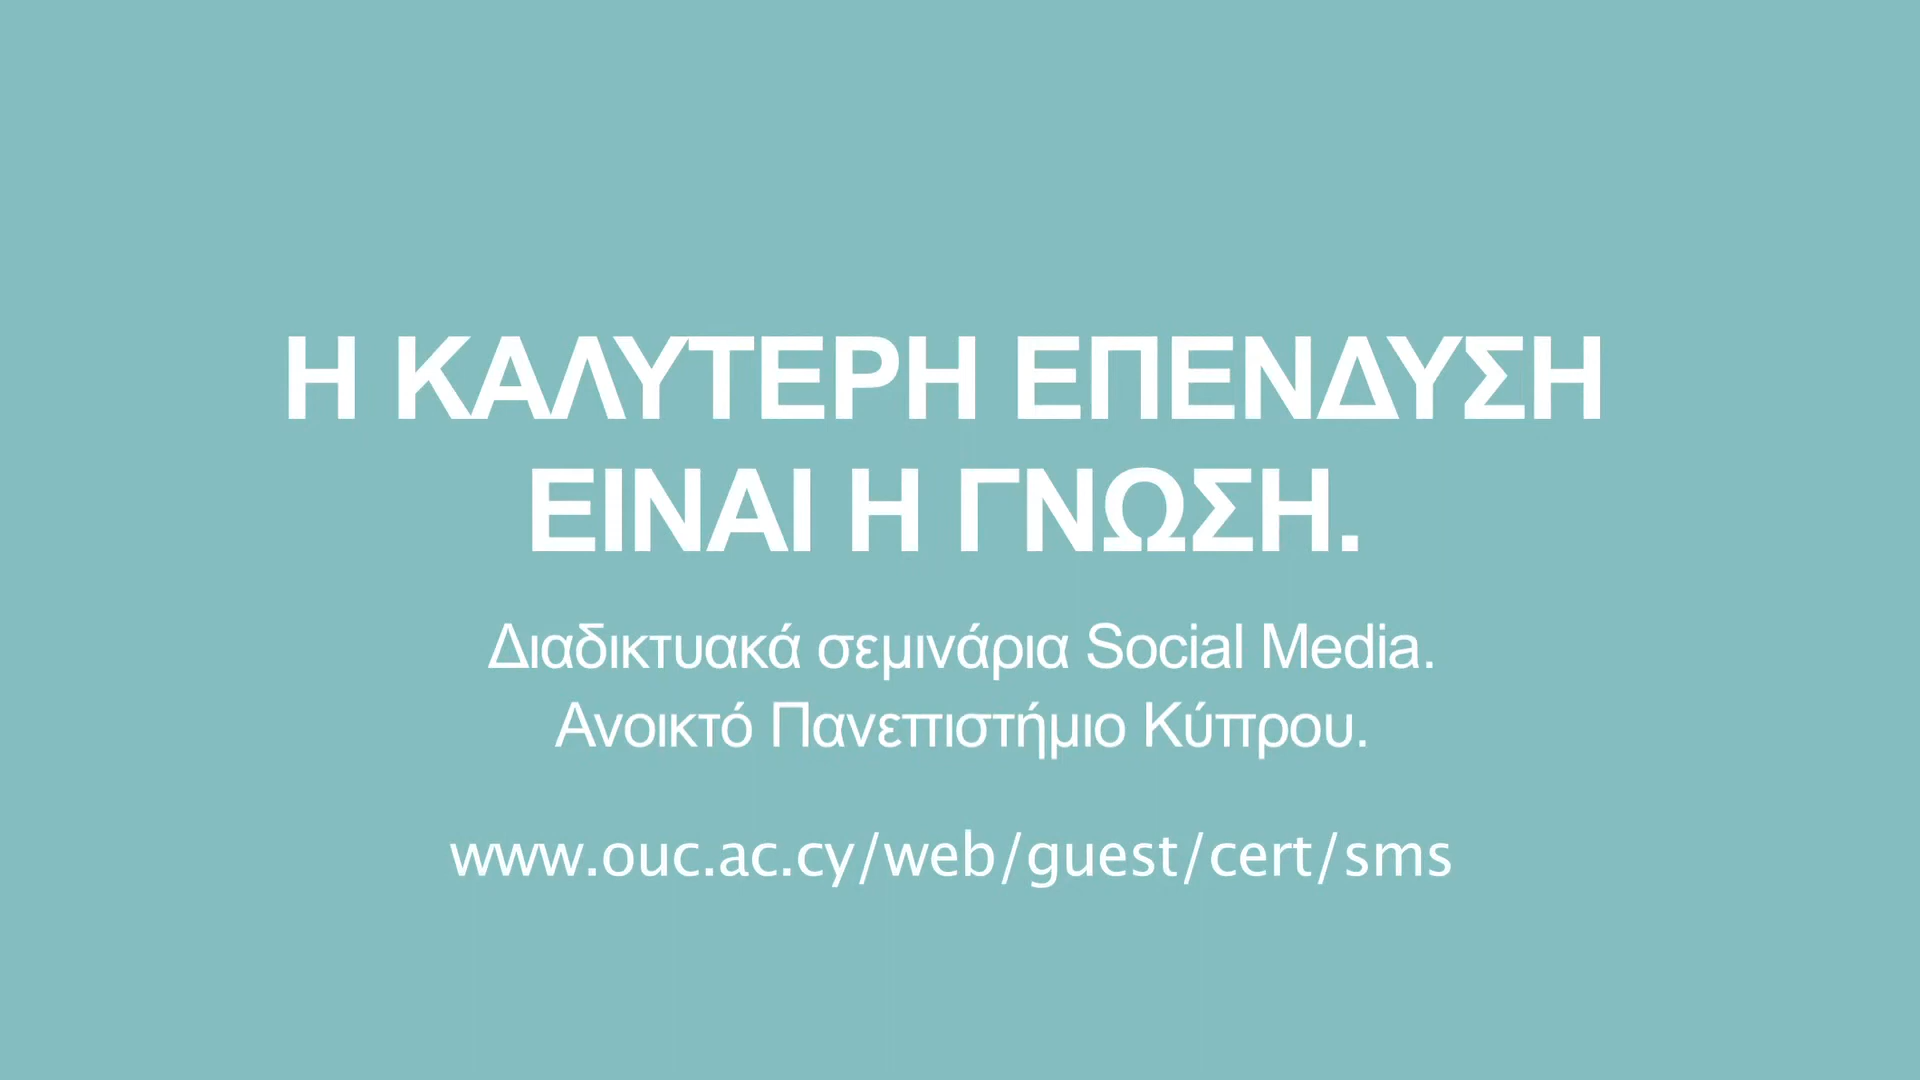 Η ΚΑΛΥΤΕΡΗ ΕΠΕΝΔΥΣΗ
ΕΙΝΑΙ Η ΓΝΩΣΗ.
Διαδικτυακά σεμινάρια Social Media.
Ανοικτό Πανεπιστήμιο Κύπρου.
www.ouc.ac.cy/web/guest/cert/sms